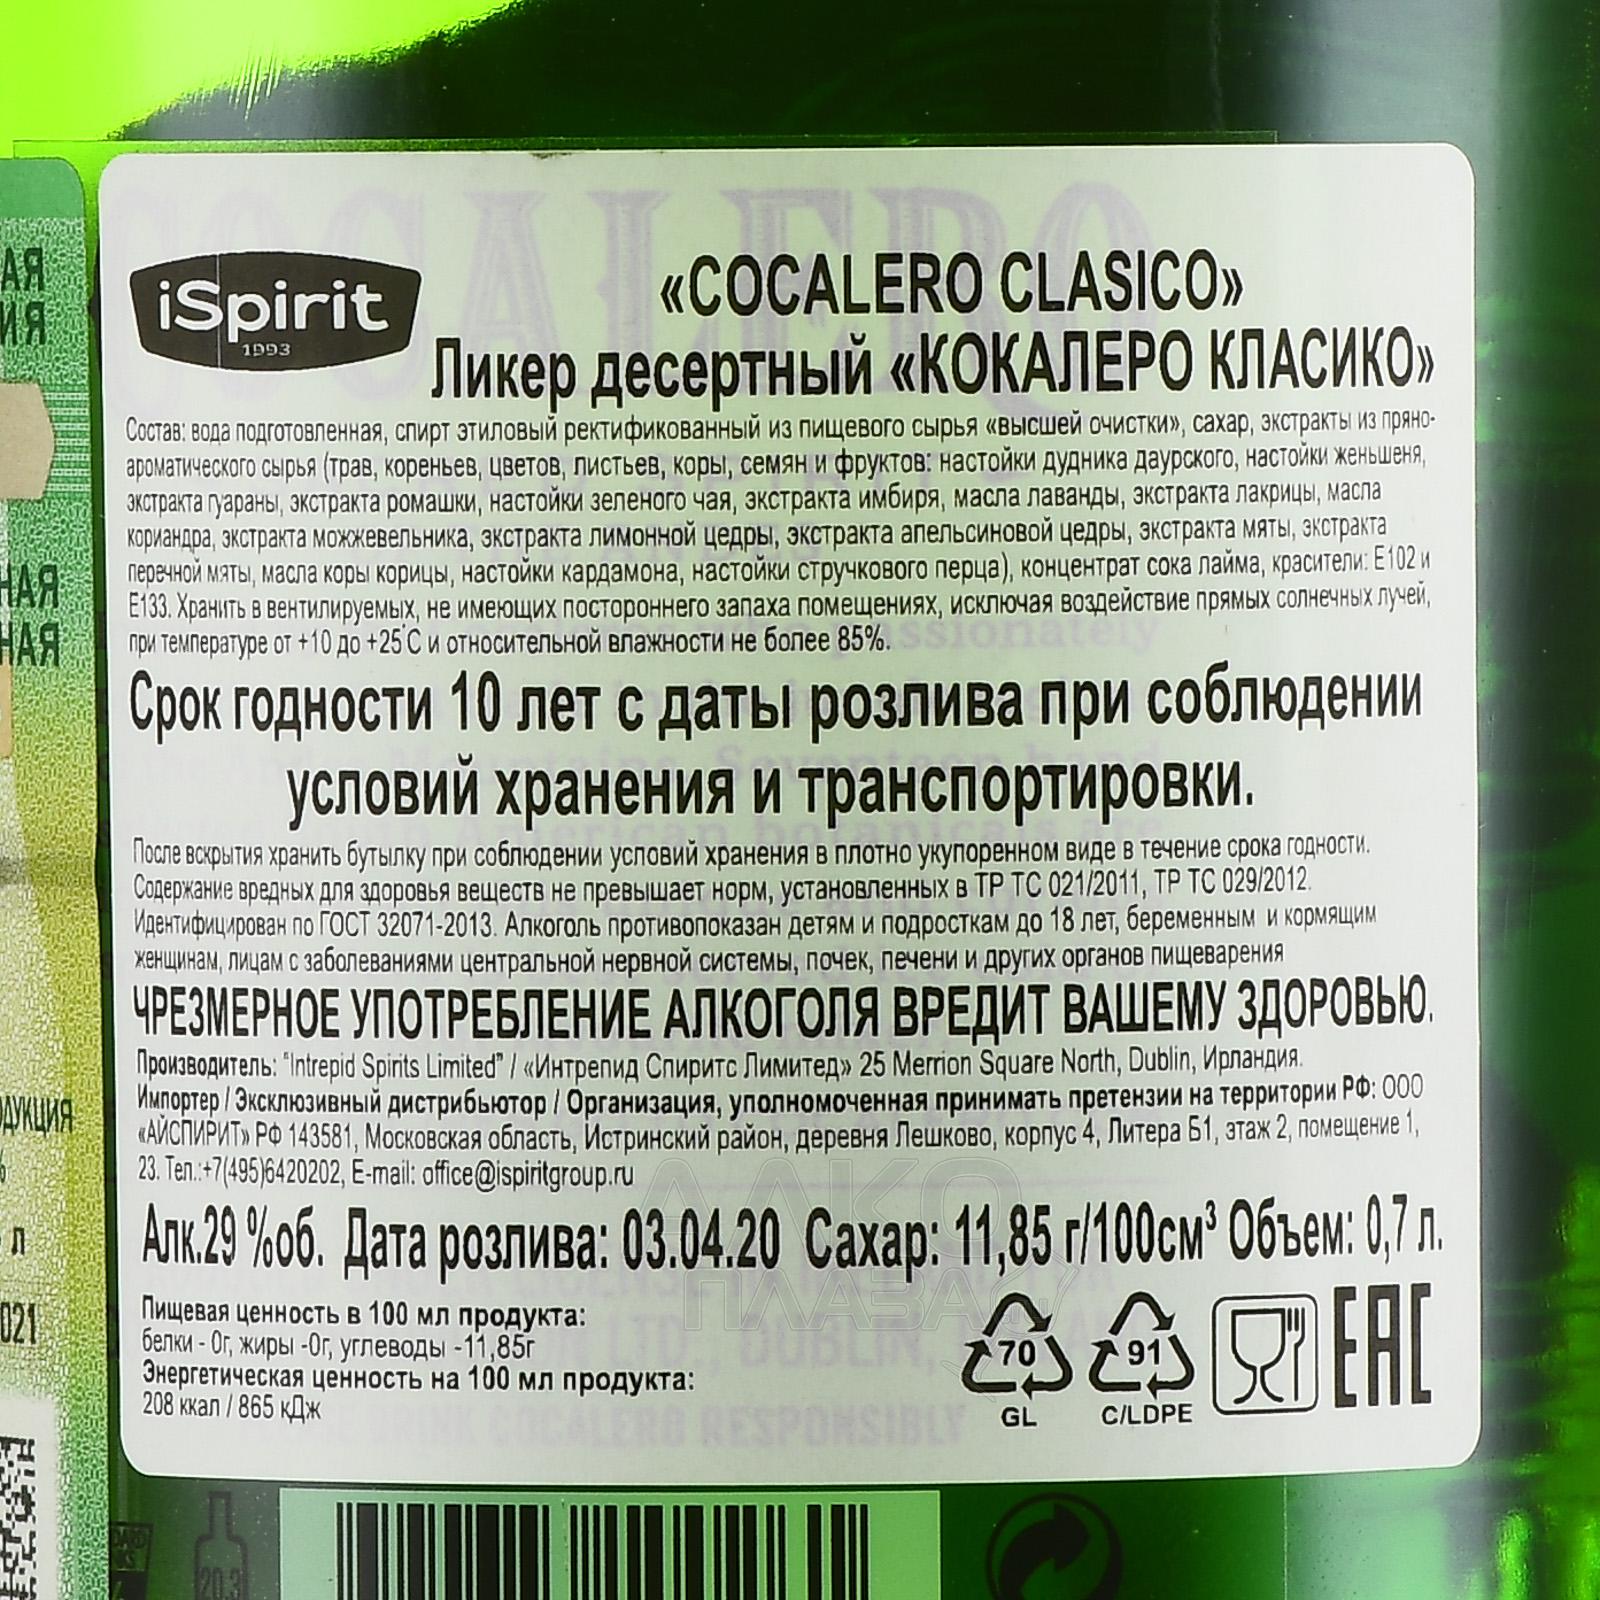 iSpirit
1993
«COCALERO CLASICO»
Ликер десертный «КОКАЛЕРО КЛАСИКО»
Состав: вода подготовленная, спирт этиловый ректификованный из пищевого сырья «высшей очистки», сахар, экстракты из пряно-
ароматического сырья (трав, кореньев, цветов, листьев, коры, семян и фруктов: настойки дудника даурского, настойки женьшеня,
экстракта гуараны, экстракта ромашки, настойки зеленого чая, экстракта имбиря, масла лаванды, экстракта лакрицы, масла
кориандра, экстракта можжевельника, экстракта лимонной цедры, экстракта апельсиновой цедры, экстракта мяты, экстракта
перечной мяты, масла коры корицы, настойки кардамона, настойки стручкового перца), концентрат сока лайма, красители: Е102 и
Е133. Хранить в вентилируемых, не имеющих постороннего запаха помещениях, исключая воздействие прямых солнечных лучей,
при температуре от +10 до +25°С и относительной влажности не более 85%.
Срок годности 10 лет с даты розлива при соблюдении
условий хранения и транспортировки.
После вскрытия хранить бутылку при соблюдении условий хранения в плотно укупоренном виде в течение срока годности.
Содержание вредных для здоровья веществ не превышает норм, установленных в ТР ТС 021/2011, ТР ТС 029/2012.
Идентифицирован по ГОСТ 32071-2013. Алкоголь противопоказан детям и подросткам до 18 лет, беременным и кормящим
женщинам, лицам с заболеваниями центральной нервной системы, почек, печени и других органов пищеварения
ЧРЕЗМЕРНОЕ УПОТРЕБЛЕНИЕ АЛКОГОЛЯ ВРЕДИТ ВАШЕМУ ЗДОРОВЬЮ.
Производитель: "Intrepid Spirits Limited" / «Интрепид Спиритс Лимитед» 25 Merrion Square North, Dublin, Ирландия.
Импортер / Эксклюзивный дистрибьютор / Организация, уполномоченная принимать претензии на территории РФ: ООО
«АЙСПИРИТ» РФ 143581, Московская область, Истринский район, деревня Лешково, корпус 4, Литера Б1, этаж 2, помещение 1,
23. Тел.:+7(495)6420202, E-mail: office@ispiritgroup.ru
Алк.29 %об. Дата розлива: 03.04.20 Сахар: 11,85 г/100см³ Объем: 0,7 л.
Пищевая ценность в 100 мл продукта:
белки - 0г, жиры -0г, углеводы -11,85г
Энергетическая ценность на 100 мл продукта:
208 ккал / 865 кДж
70
GL
91
C/LDPE
EAC
АЛКО
ПЛАЗА
20.3